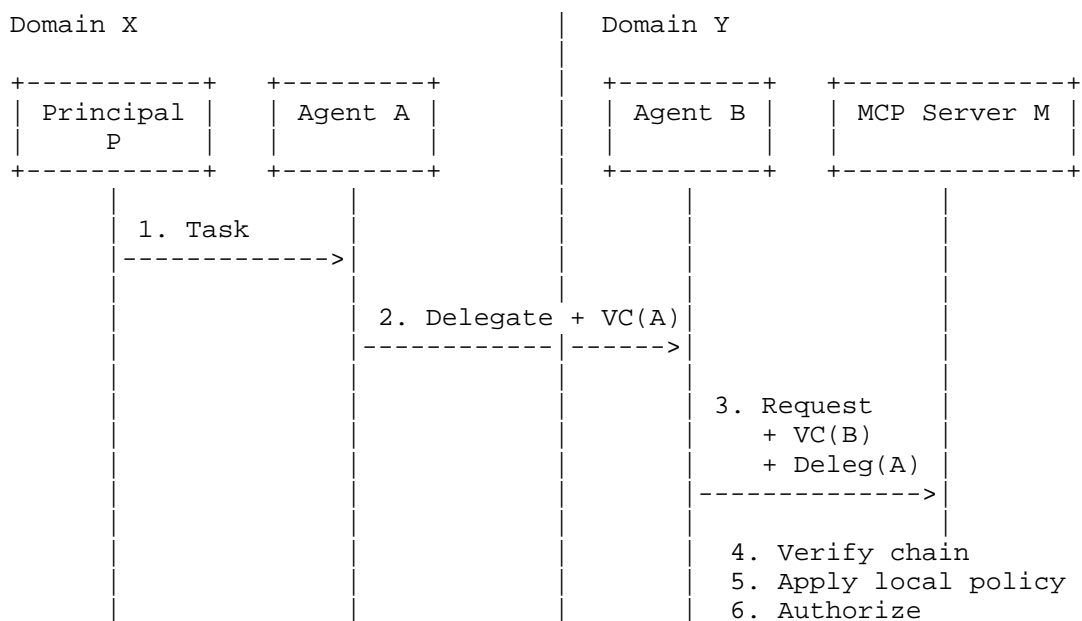 Domain X | Domain Y
Principal P | Agent A | Agent B | MCP Server M
1. Task
2. Delegate + VC(A)
3. Request
+ VC(B)
+ Deleg(A)
4. Verify chain
5. Apply local policy
6. Authorize